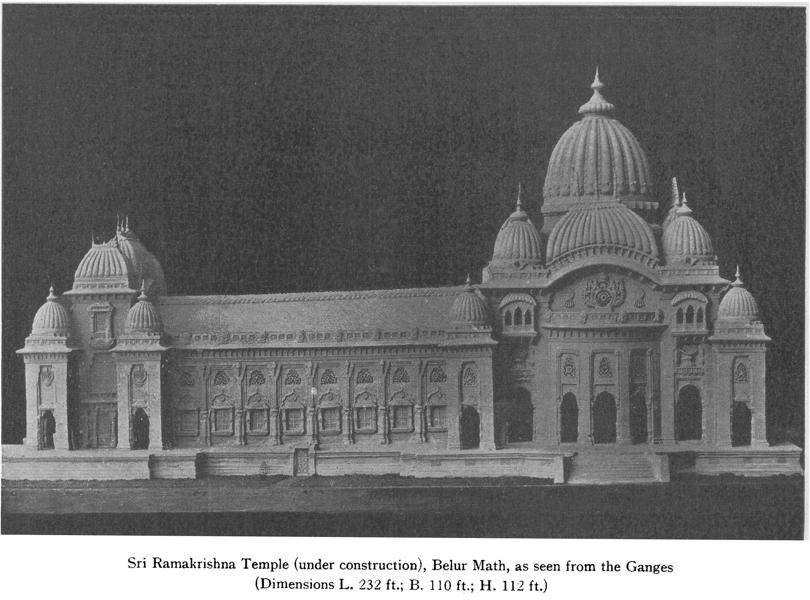 Sri Ramakrishna Temple (under construction), Belur Math, as seen from the Ganges
(Dimensions L. 232 ft.; B. 110 ft.; H. 112 ft.)